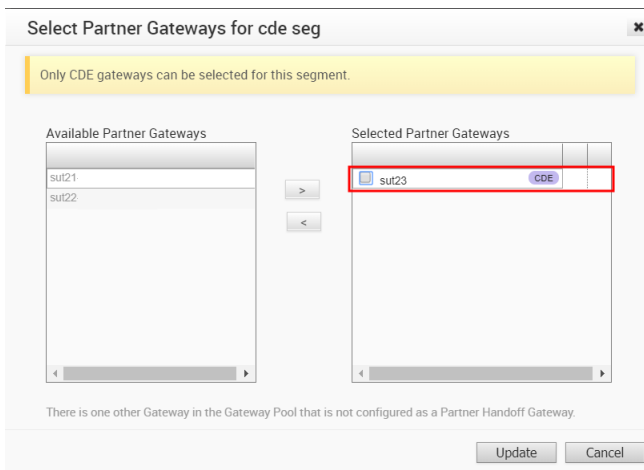 Select Partner Gateways for cde seg
Only CDE gateways can be selected for this segment.
Available Partner Gateways
sut21
sut22
>
<
Selected Partner Gateways
sut23 CDE
There is one other Gateway in the Gateway Pool that is not configured as a Partner Handoff Gateway.
Update Cancel